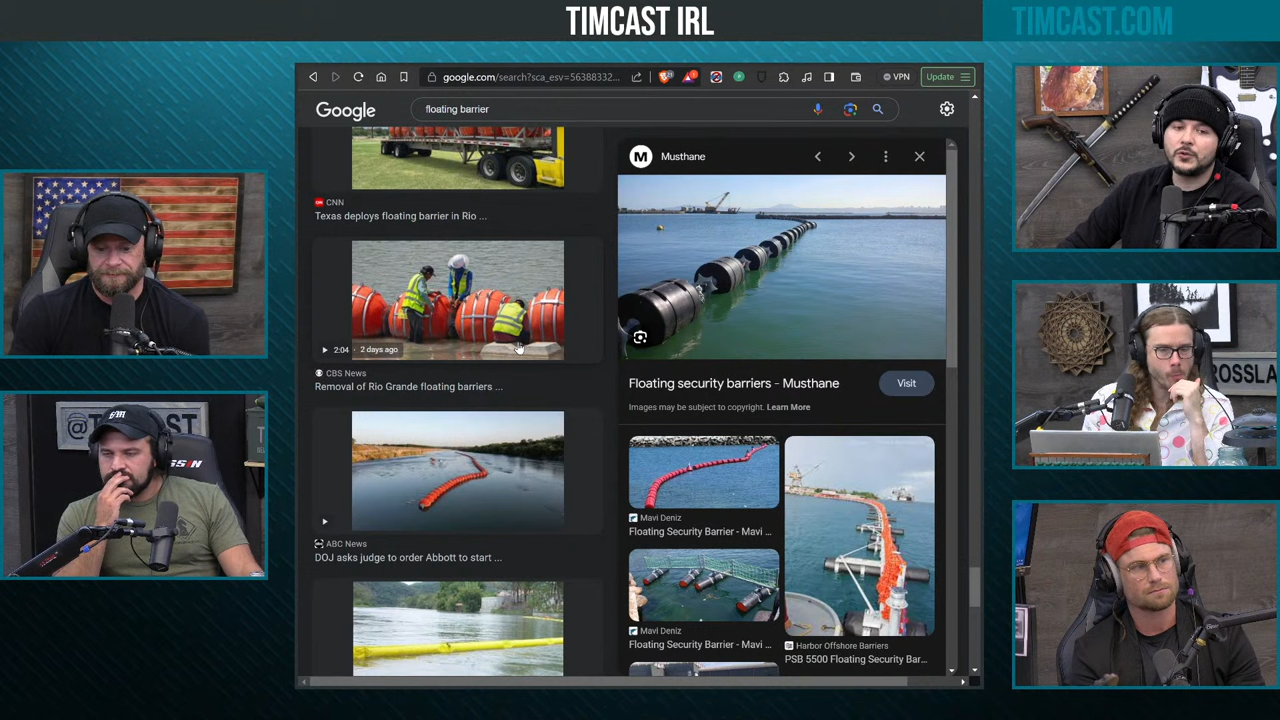 TIMCAST IRL
TIMCAST.COM
google.com/search?sca_esv=56388332...
VPN
Update
Google
floating barrier
CNN
Texas deploys floating barrier in Rio ...
2:04 · 2 days ago
CBS News
Removal of Rio Grande floating barriers ...
ABC News
DOJ asks judge to order Abbott to start ...
M
Musthane
Floating security barriers - Musthane
Visit
Images may be subject to copyright. Learn More
Mavi Deniz
Floating Security Barrier - Mavi ...
Mavi Deniz
Floating Security Barrier - Mavi ...
Harbor Offshore Barriers
PSB 5500 Floating Security Bar...